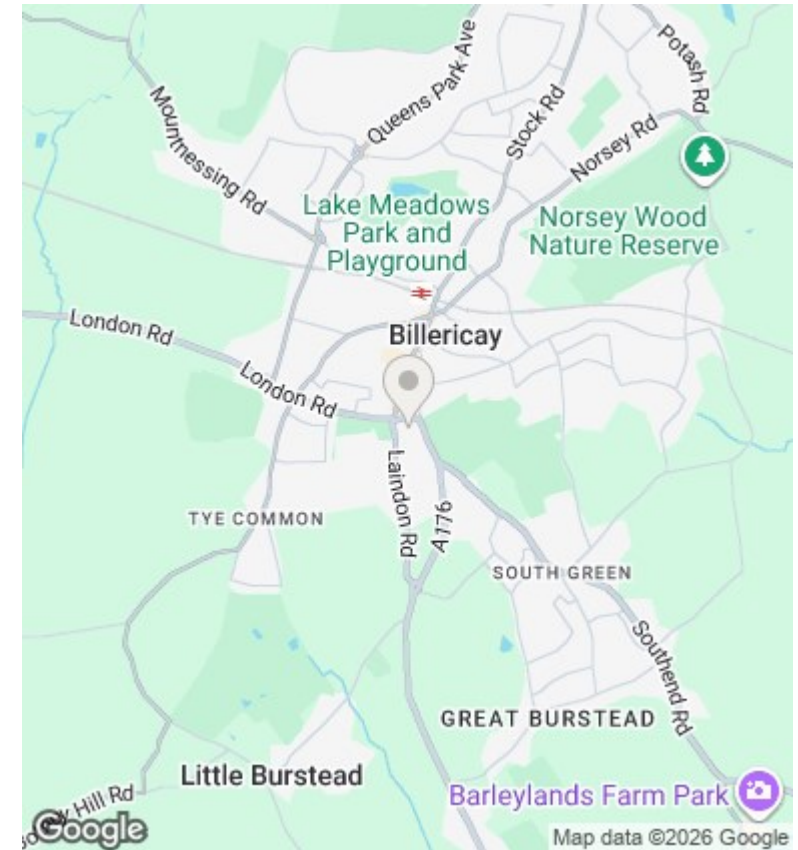 Potash Rd
Queens Park Ave
Mountnessing Rd
Stock Rd
Norsey Rd
Lake Meadows
Park and
Playground
Norsey Wood
Nature Reserve
London Rd
Billericay
London Rd
Laindon Rd
A176
TYE COMMON
SOUTH GREEN
Southend Rd
GREAT BURSTEAD
Little Burstead
Barleylands Farm Park
Hill Rd
Google
Map data ©2026 Google